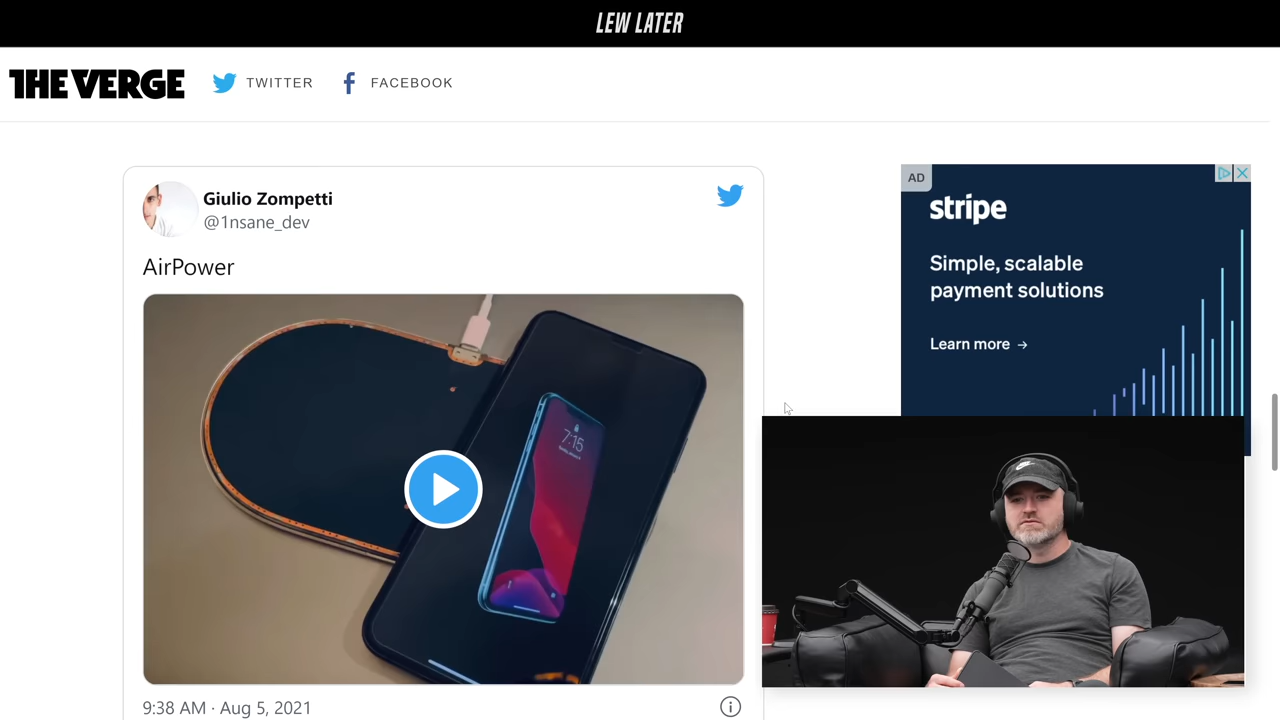 LEW LATER
THE VERGE
TWITTER
FACEBOOK
Giulio Zompetti
@1nsane_dev
AirPower
7:15
9:38 AM · Aug 5, 2021
AD
stripe
Simple, scalable
payment solutions
Learn more →